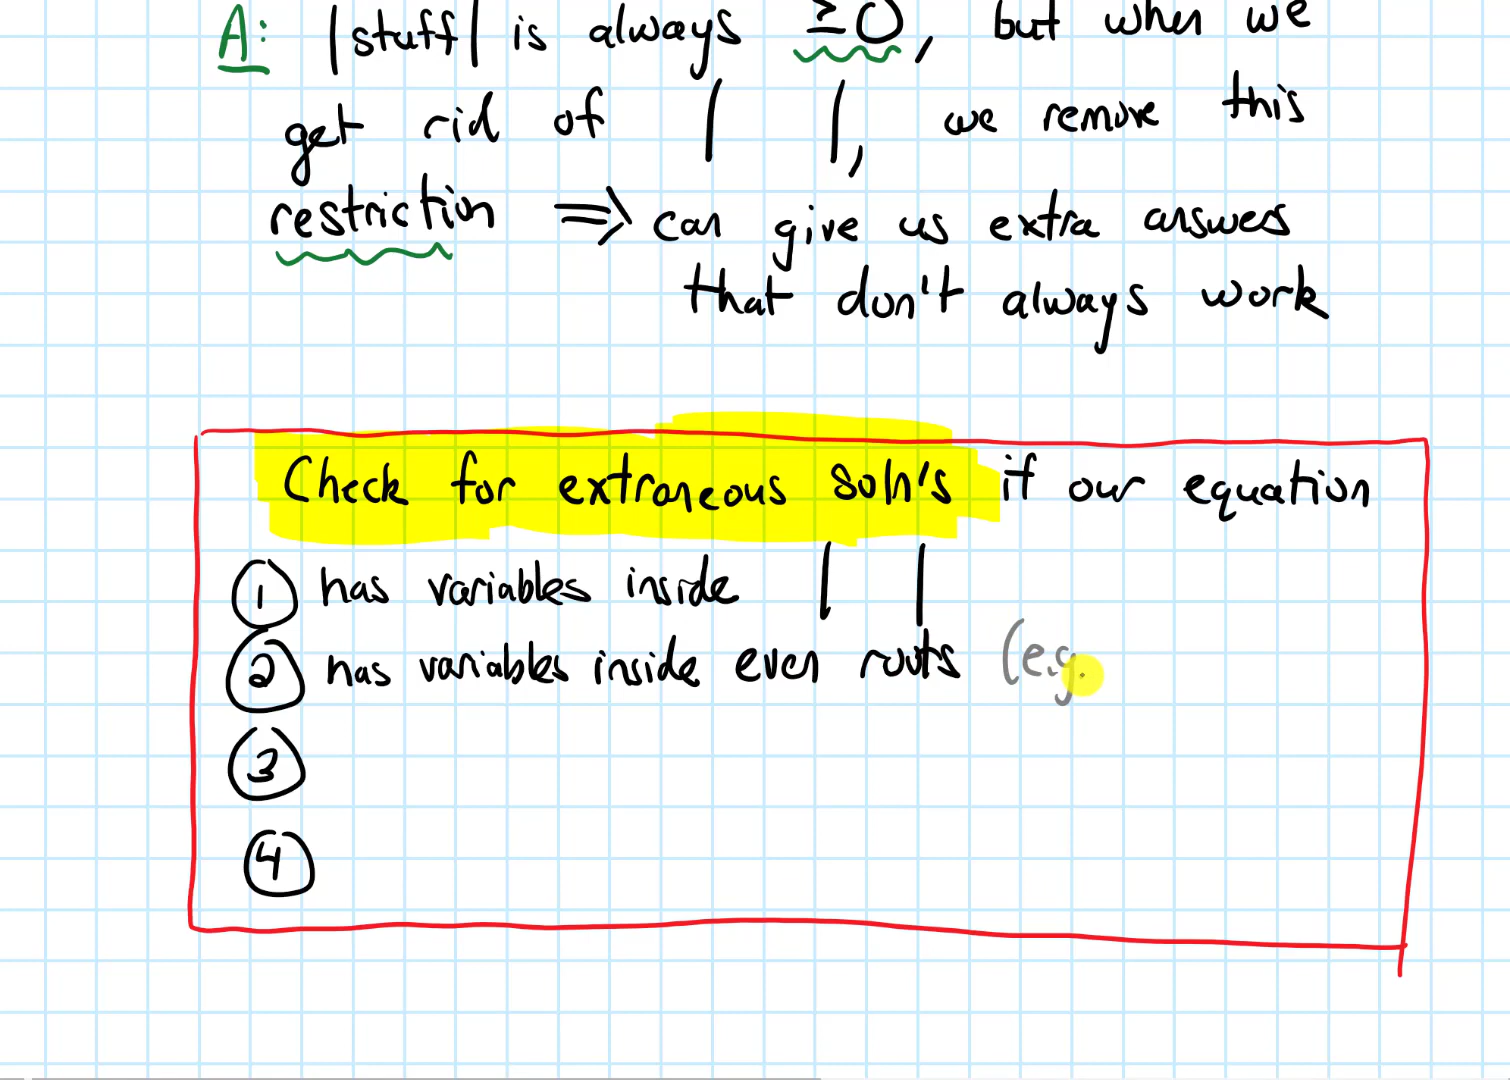 A: |stuff| is always ≥0, but when we
get rid of | |, we remove this
restriction ⇒ can give us extra answers
that don't always work
Check for extraneous soln's if our equation
① has variables inside | |
② has variables inside even roots (e.g.
③
④